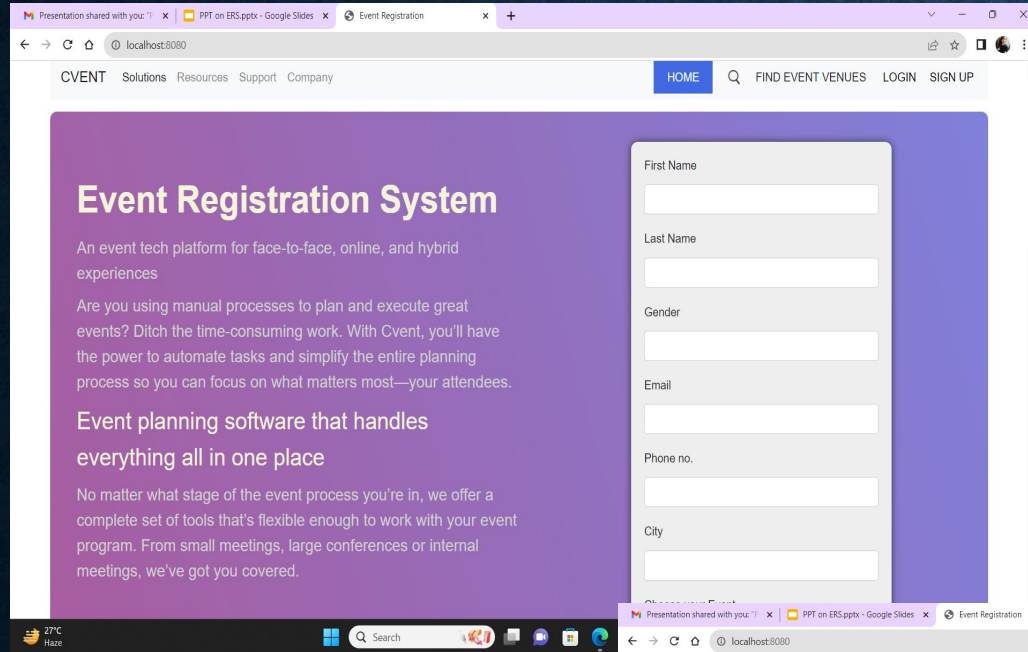 Presentation shared with you: "P
PPT on ERS.pptx - Google Slides
Event Registration
localhost:8080
CVENT Solutions Resources Support Company HOME FIND EVENT VENUES LOGIN SIGN UP
Event Registration System
An event tech platform for face-to-face, online, and hybrid
experiences
Are you using manual processes to plan and execute great
events? Ditch the time-consuming work. With Cvent, you'll have
the power to automate tasks and simplify the entire planning
process so you can focus on what matters most—your attendees.
Event planning software that handles
everything all in one place
No matter what stage of the event process you're in, we offer a
complete set of tools that's flexible enough to work with your event
program. From small meetings, large conferences or internal
meetings, we've got you covered.
First Name
Last Name
Gender
Email
Phone no.
City
Choose your Event
27°C
Haze
Search
Presentation shared with you: "P
PPT on ERS.pptx - Google Slides
Event Registration
localhost:8080